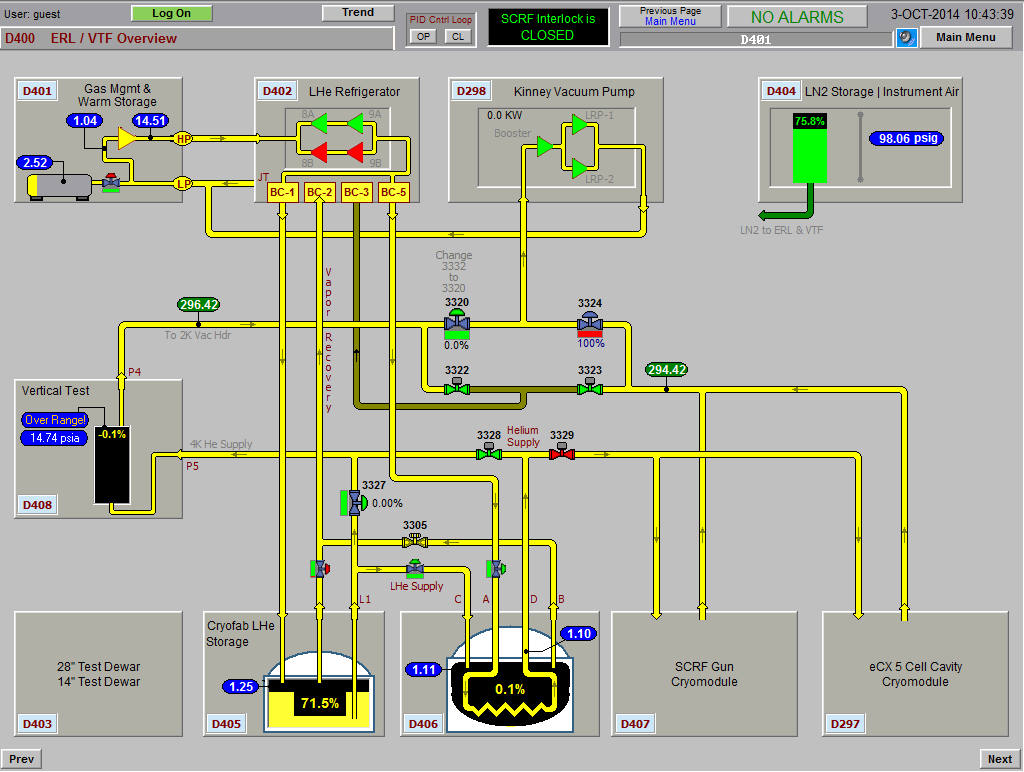 User: guest
Log On
Trend
PID Cntrl Loop
OP
CL
SCRF Interlock is
CLOSED
Previous Page
Main Menu
NO ALARMS
3-OCT-2014 10:43:39
D400 ERL / VTF Overview
D401
Main Menu
D401
Gas Mgmt &
Warm Storage
1.04
14.51
HP
2.52
LP
D402
LHe Refrigerator
8A
9A
8B
9B
JT
BC-1
BC-2
BC-3
BC-5
D298
Kinney Vacuum Pump
0.0 KW
Booster
LRP-1
LRP-2
D404
LN2 Storage | Instrument Air
75.8%
98.06 psig
LN2 to ERL & VTF
Vapor Recovery
Change
3332
to
3320
3320
0.0%
3324
100%
296.42
To 2K Vac Hdr
3322
3323
294.42
P4
Vertical Test
Over Range!
14.74 psia
-0.1%
D408
4K He Supply
P5
3328
Helium
Supply
3329
3327
0.00%
3305
LHe Supply
L1
C
A
D
B
28" Test Dewar
14" Test Dewar
D403
Cryofab LHe
Storage
1.25
71.5%
D405
1.10
1.11
0.1%
D406
SCRF Gun
Cryomodule
D407
eCX 5 Cell Cavity
Cryomodule
D297
Prev
Next